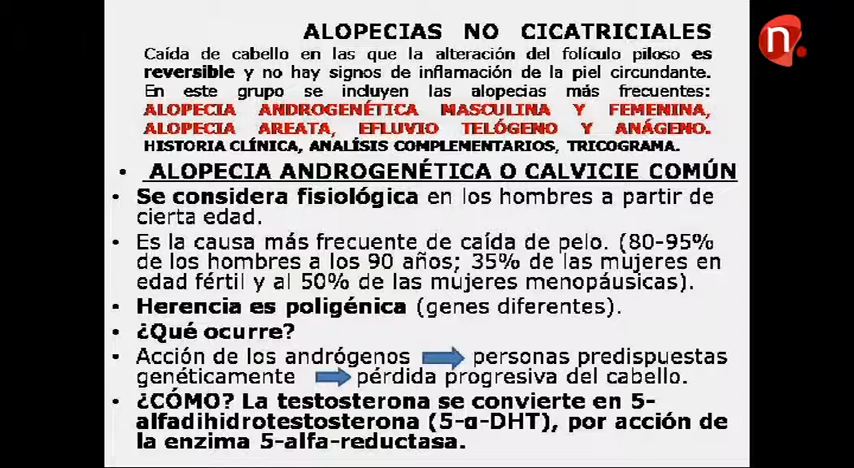 ALOPECIAS NO CICATRICIALES
Caída de cabello en las que la alteración del folículo piloso es
reversible y no hay signos de inflamación de la piel circundante.
En este grupo se incluyen las alopecias más frecuentes:
ALOPECIA ANDROGENÉTICA MASCULINA Y FEMENINA,
ALOPECIA AREATA, EFLUVIO TELÓGENO Y ANÁGENO.
HISTORIA CLÍNICA, ANALÍSIS COMPLEMENTARIOS, TRICOGRAMA.
• ALOPECIA ANDROGENÉTICA O CALVICIE COMÚN
• Se considera fisiológica en los hombres a partir de
cierta edad.
• Es la causa más frecuente de caída de pelo. (80-95%
de los hombres a los 90 años; 35% de las mujeres en
edad fértil y al 50% de las mujeres menopáusicas).
• Herencia es poligénica (genes diferentes).
• ¿Qué ocurre?
• Acción de los andrógenos personas predispuestas
genéticamente pérdida progresiva del cabello.
• ¿CÓMO? La testosterona se convierte en 5-
alfadihidrotestosterona (5-α-DHT), por acción de
la enzima 5-alfa-reductasa.
n